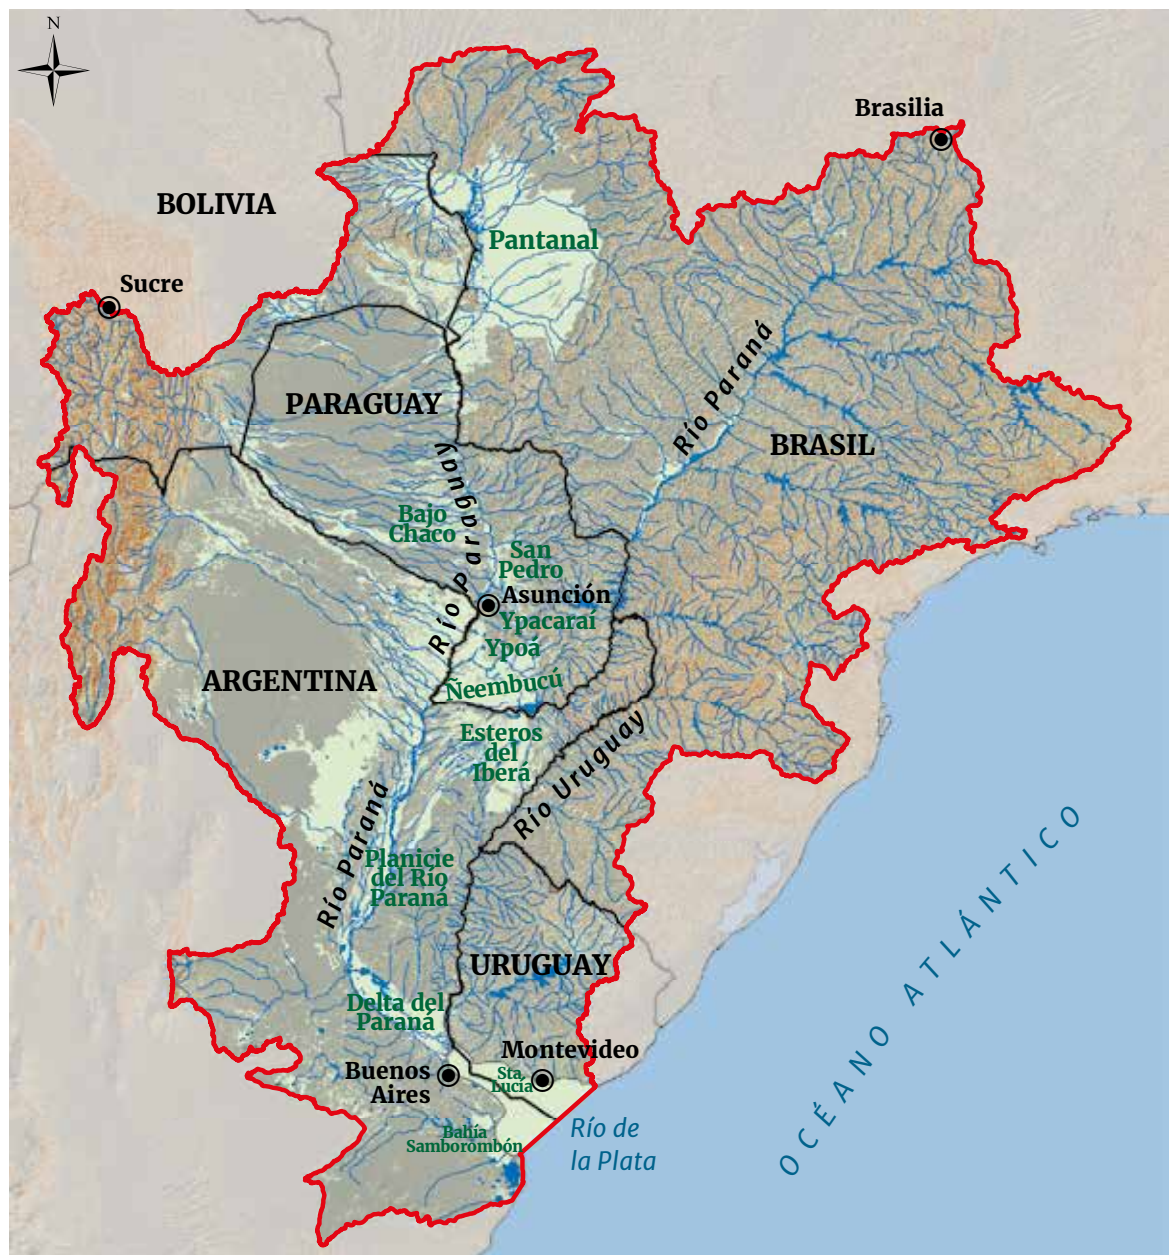 N
Brasilia
BOLIVIA
Pantanal
Sucre
Río Paraná
PARAGUAY
BRASIL
Río Paraguay
Bajo
Chaco
San
Pedro
Asunción
Ypacaraí
Ypoá
Ñeembucú
ARGENTINA
Esteros
del
Iberá
Río Uruguay
Río Paraná
Planicie
del Río
Paraná
OCÉANO ATLÁNTICO
URUGUAY
Delta del
Paraná
Montevideo
Buenos
Aires
Sta.
Lucía
Bahía
Samborombón
Río de
la Plata